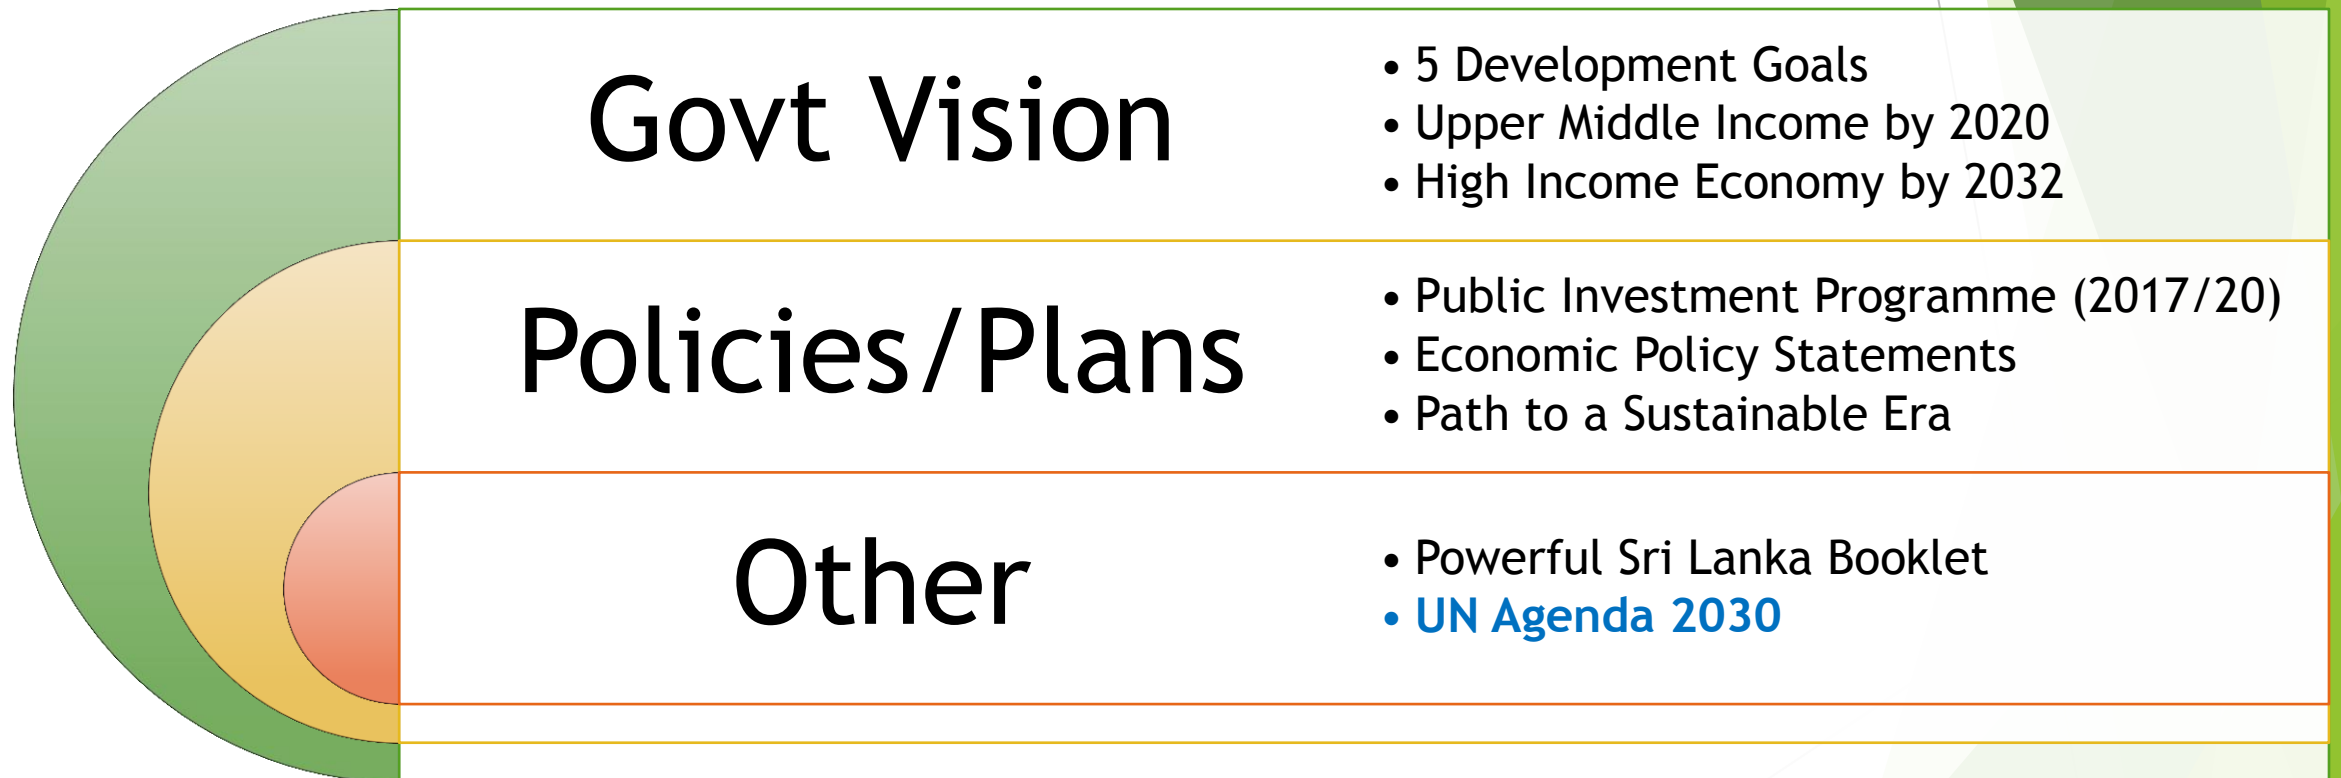 Govt Vision
• 5 Development Goals
• Upper Middle Income by 2020
• High Income Economy by 2032
Policies/Plans
• Public Investment Programme (2017/20)
• Economic Policy Statements
• Path to a Sustainable Era
Other
• Powerful Sri Lanka Booklet
• UN Agenda 2030